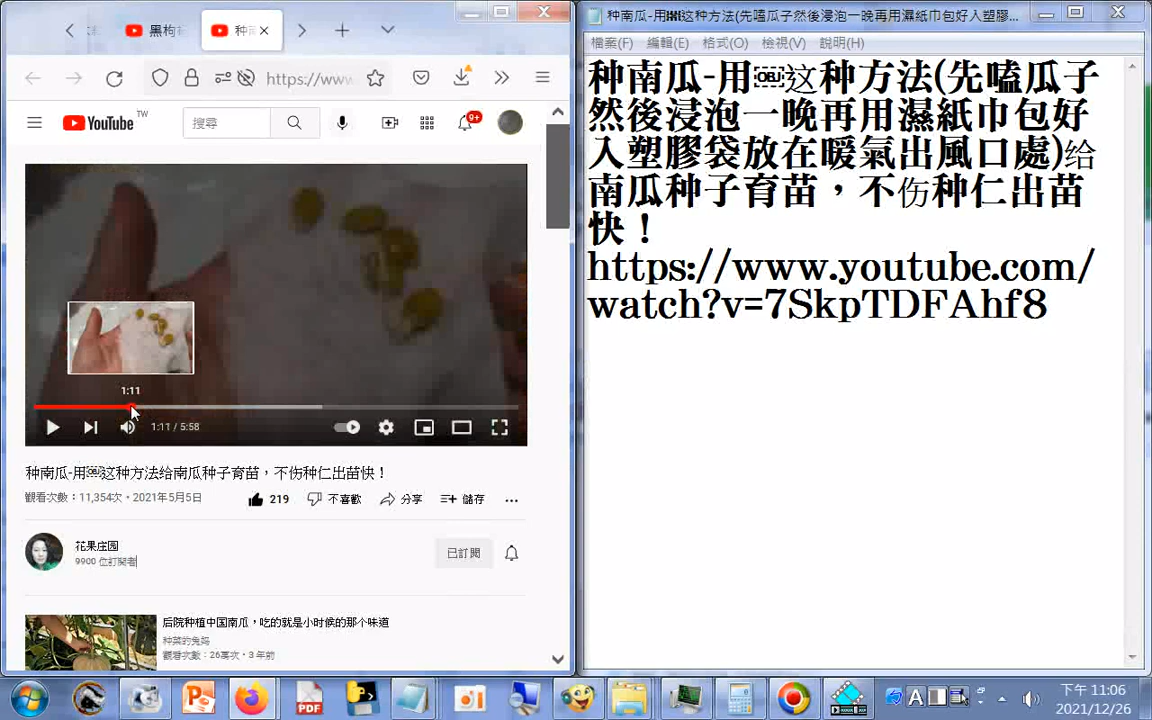 黑枸
种
https://www
YouTube TW
搜尋
9+
1:11
1:11 / 5:58
种南瓜-用￼这种方法给南瓜种子育苗，不伤种仁出苗快！
觀看次數：11,354次・2021年5月5日
219
不喜歡
分享
儲存
花果庄园
9900 位訂閱者
已訂閱
后院种植中国南瓜，吃的就是小时候的那个味道
种菜的兔妈
觀看次數：26萬次・3 年前
种南瓜-用￼这种方法(先嗑瓜子然後浸泡一晚再用濕紙巾包好入塑膠...
檔案(F) 編輯(E) 格式(O) 檢視(V) 說明(H)
种南瓜-用￼这种方法(先嗑瓜子
然後浸泡一晚再用濕紙巾包好
入塑膠袋放在暖氣出風口處)给
南瓜种子育苗，不伤种仁出苗
快！
https://www.youtube.com/
watch?v=7SkpTDFAhf8
PDF
A
下午 11:06
2021/12/26